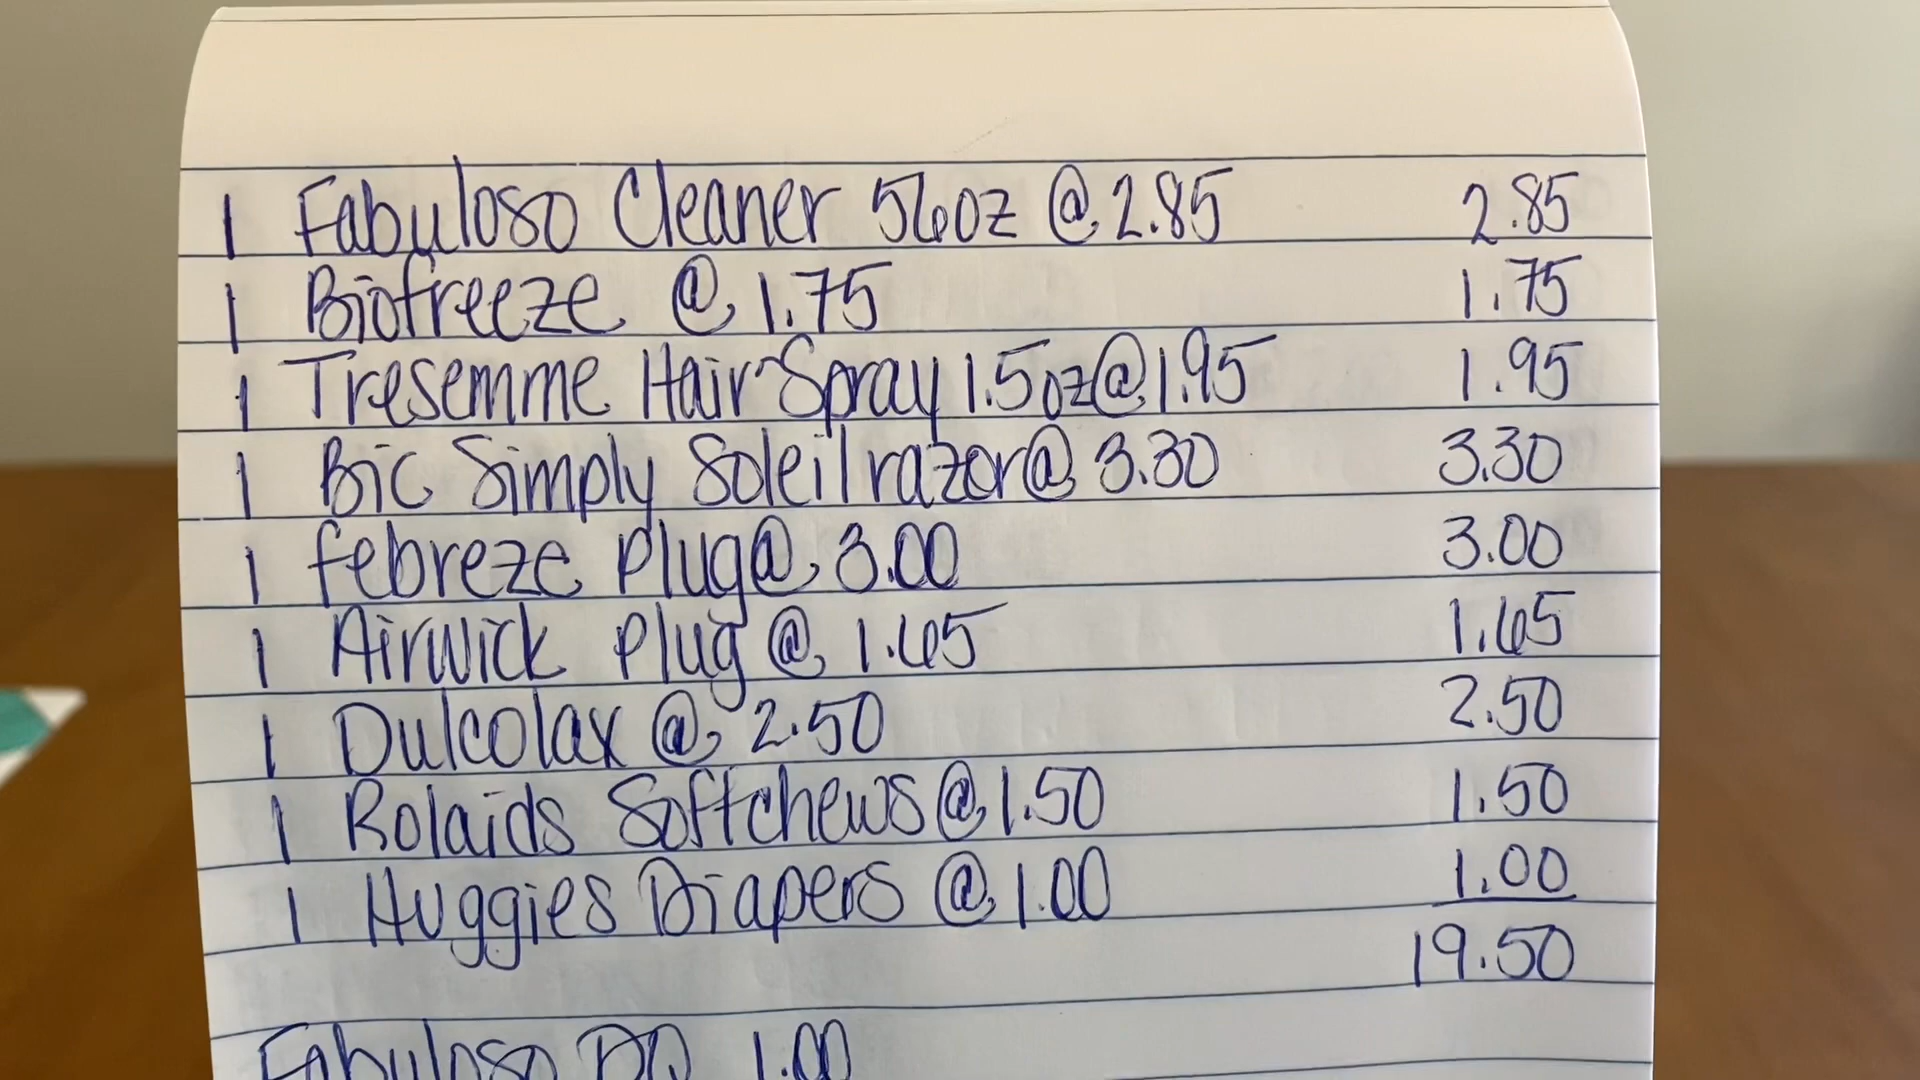 1 Fabuloso Cleaner 56oz @ 2.85 2.85
1 Biofreeze @ 1.75 1.75
1 Tresemme Hair Spray 1.5oz @ 1.95 1.95
1 Bic Simply Soleil razor @ 3.30 3.30
1 febreze Plug @ 3.00 3.00
1 Airwick Plug @ 1.65 1.65
1 Dulcolax @ 2.50 2.50
1 Rolaids Softchews @ 1.50 1.50
1 Huggies Diapers @ 1.00 1.00
19.50
Fabuloso DQ 1.00